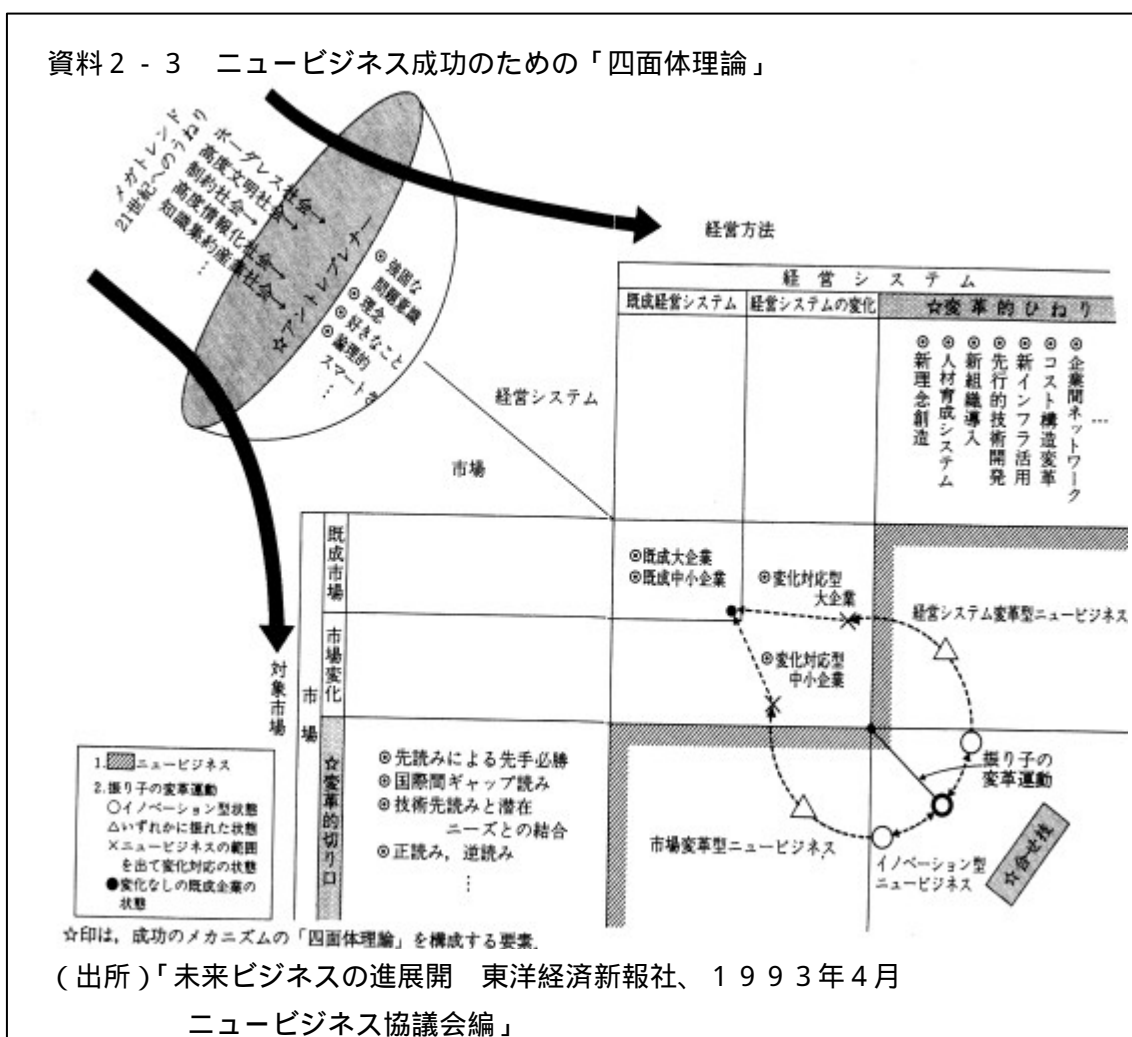 資料2-3 ニュービジネス成功のための「四面体理論」
メガトレンド
21世紀へのうねり
ボーダレス社会→
高度文明社会→
制約社会→
高度情報化社会→
知識集約産業社会→
⋮
☆アントレプレナー
⊙強固な
問題意識
⊙理念
⊙好きなこと
⊙論理的
スマートさ
⋮
経営方法
経営システム
市場
経営システム
既成経営システム
経営システムの変化
☆変革的ひねり
⊙企業間ネットワーク
⊙コスト構造変革
⊙新インフラ活用
⊙先行的技術開発
⊙新組織導入
⊙人材育成システム
⊙新理念創造
…
対象市場
市場
既成市場
市場変化
☆変革的切り口
⊙既成大企業
⊙既成中小企業
⊙変化対応型
大企業
⊙変化対応型
中小企業
経営システム変革型ニュービジネス
⊙先読みによる先手必勝
⊙国際間ギャップ読み
⊙技術先読みと潜在
ニーズとの結合
⊙正読み，逆読み
⋮
市場変革型ニュービジネス
振り子の
変革運動
イノベーション型
ニュービジネス
☆合せ技
1.ニュービジネス
2.振り子の変革運動
○イノベーション型状態
△いずれかに振れた状態
×ニュービジネスの範囲
を出て変化対応の状態
●変化なしの既成企業の
状態
☆印は，成功のメカニズムの「四面体理論」を構成する要素．
(出所)「未来ビジネスの進展開 東洋経済新報社、1993年4月
ニュービジネス協議会編」